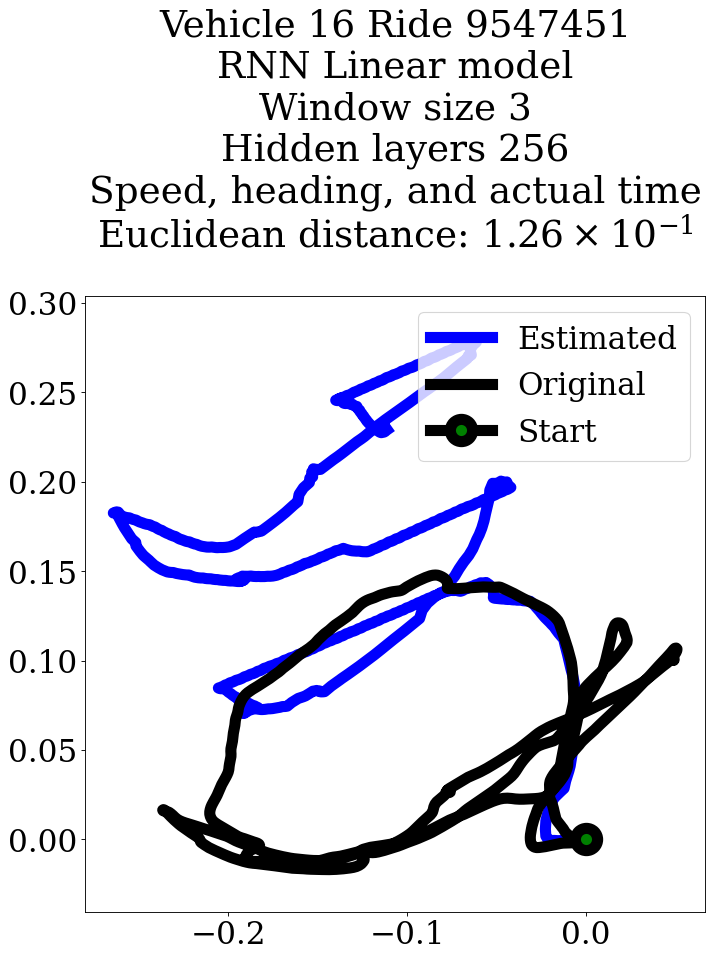 Vehicle 16 Ride 9547451
RNN Linear model
Window size 3
Hidden layers 256
Speed, heading, and actual time
Euclidean distance: 1.26 × 10⁻¹
0.30
0.25
0.20
0.15
0.10
0.05
0.00
Estimated
Original
Start
−0.2
−0.1
0.0